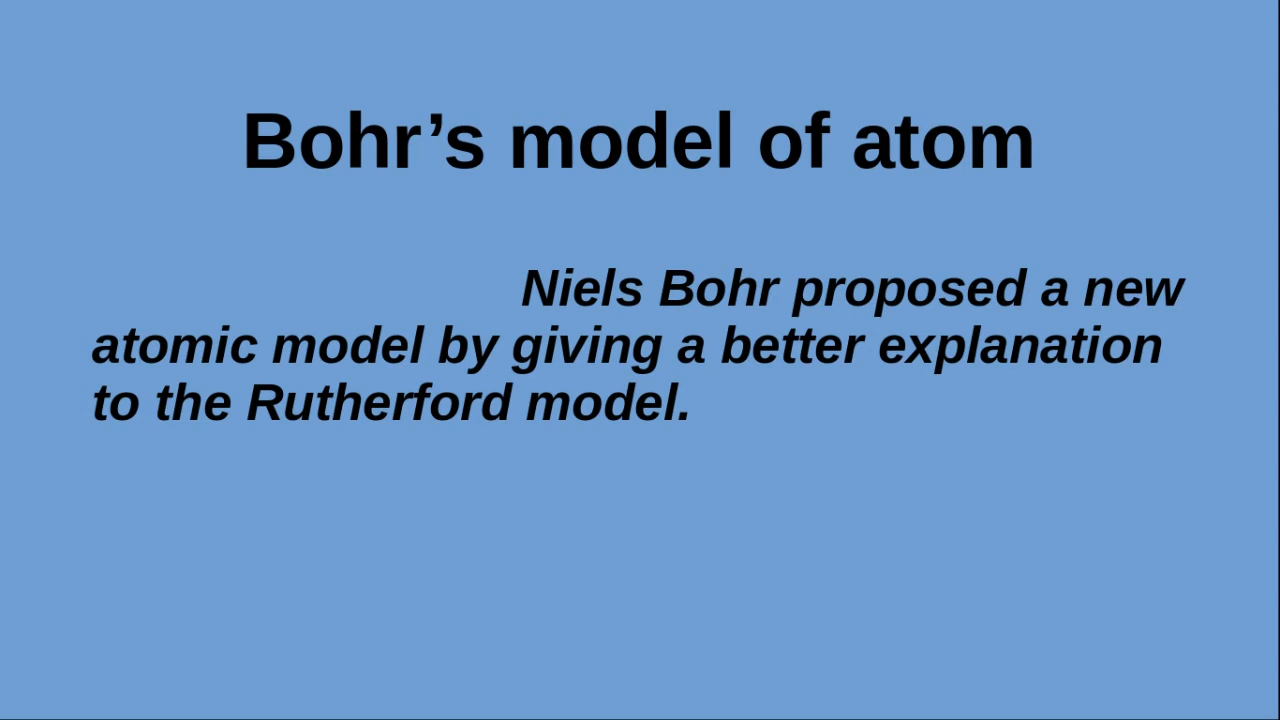 Bohr’s model of atom
Niels Bohr proposed a new
atomic model by giving a better explanation
to the Rutherford model.